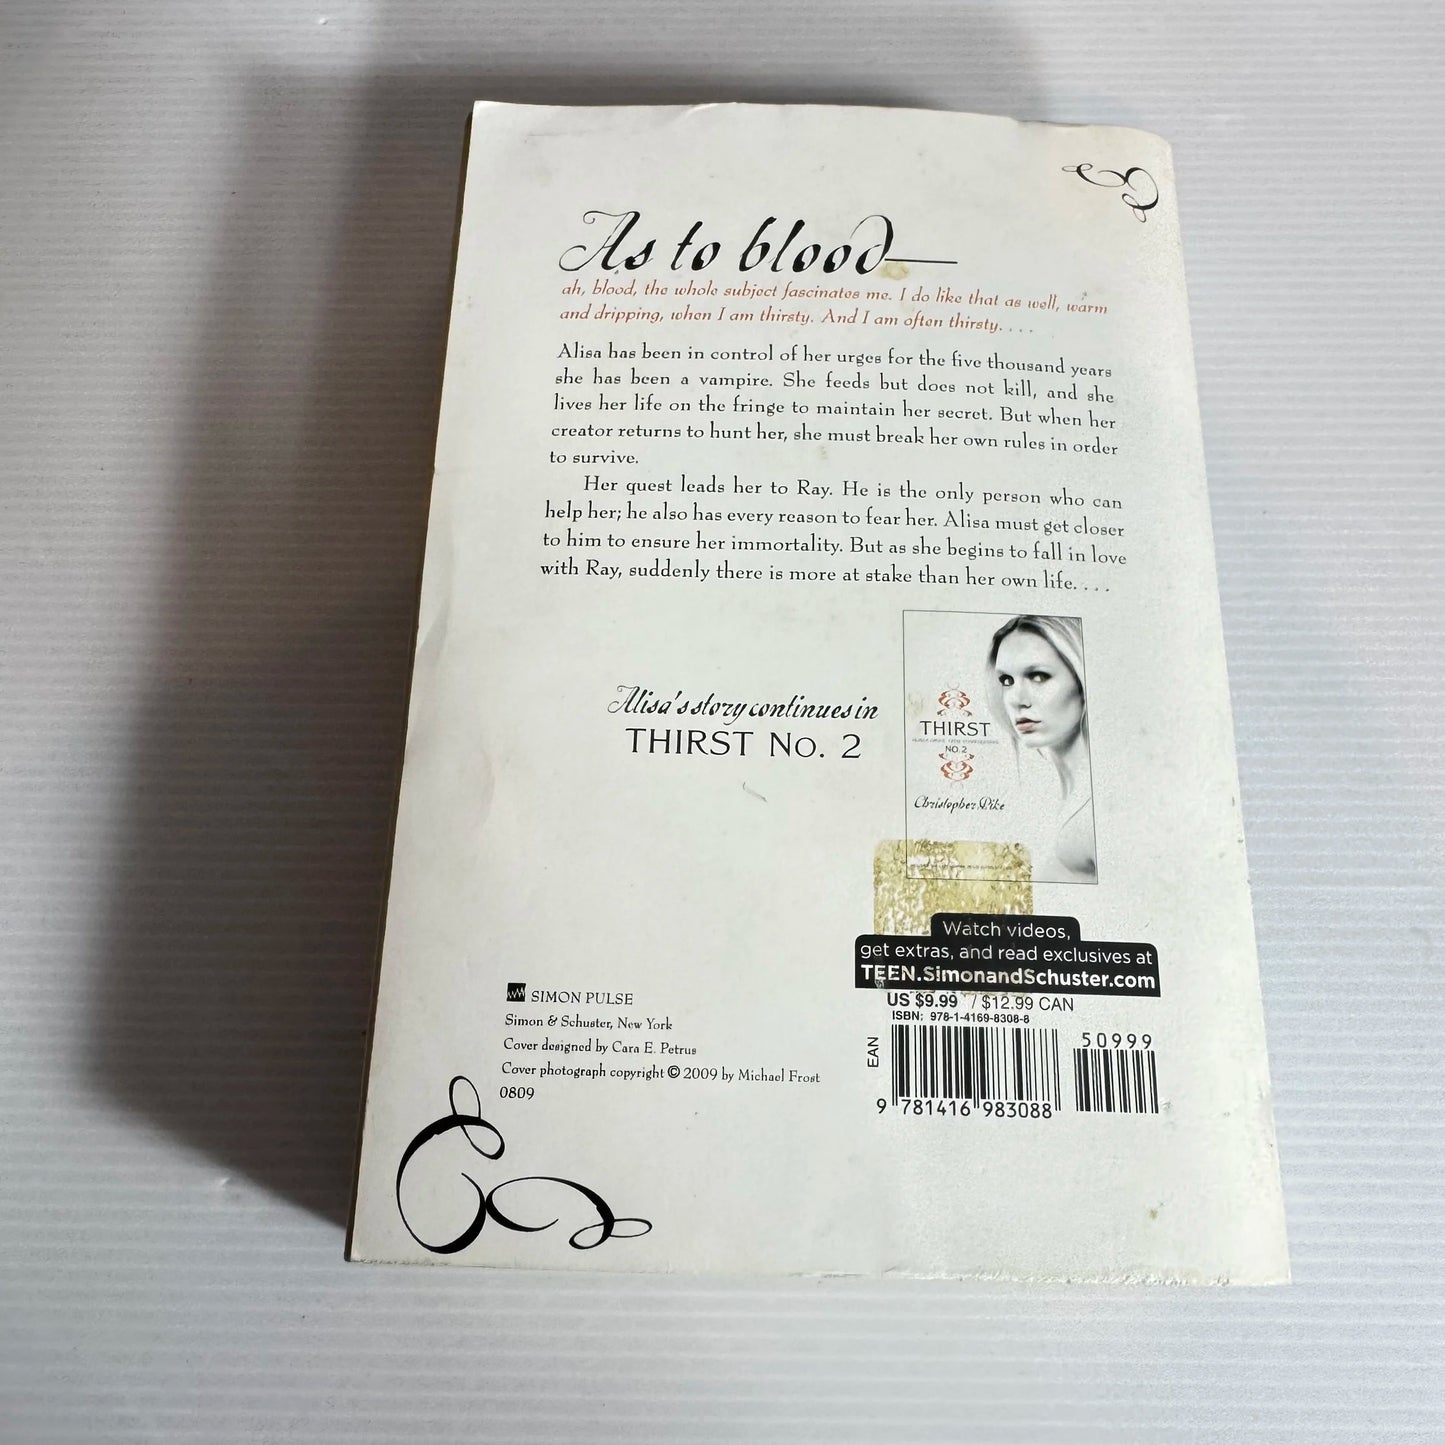 As to blood—
ah, blood, the whole subject fascinates me. I do like that as well, warm
and dripping, when I am thirsty. And I am often thirsty. . . .
Alisa has been in control of her urges for the five thousand years
she has been a vampire. She feeds but does not kill, and she
lives her life on the fringe to maintain her secret. But when her
creator returns to hunt her, she must break her own rules in order
to survive.
Her quest leads her to Ray. He is the only person who can
help her; he also has every reason to fear her. Alisa must get closer
to him to ensure her immortality. But as she begins to fall in love
with Ray, suddenly there is more at stake than her own life. . . .
Alisa's story continues in
THIRST No. 2
THIRST
NO. 2
Christopher Pike
Watch videos,
get extras, and read exclusives at
TEEN.SimonandSchuster.com
US $9.99 / $12.99 CAN
ISBN: 978-1-4169-8308-8
EAN
50999
9 781416 983088
SIMON PULSE
Simon & Schuster, New York
Cover designed by Cara E. Petrus
Cover photograph copyright © 2009 by Michael Frost
0809